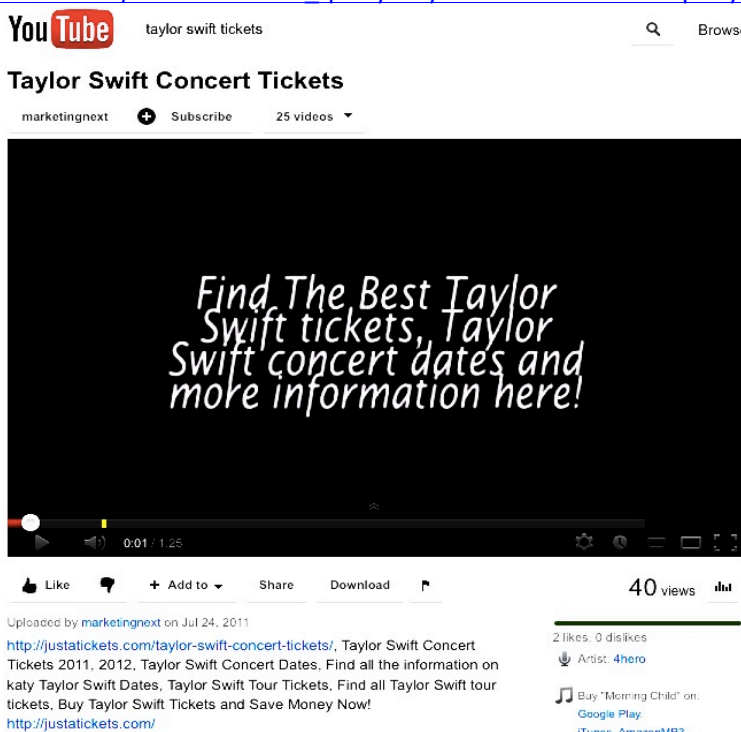 You Tube
taylor swift tickets
Browse
Taylor Swift Concert Tickets
marketingnext
Subscribe
25 videos
Find The Best Taylor
Swift tickets, Taylor
Swift concert dates and
more information here!
0:01 / 1:25
Like
Add to
Share
Download
40 views
Uploaded by marketingnext on Jul 24, 2011
http://justatickets.com/taylor-swift-concert-tickets/, Taylor Swift Concert
Tickets 2011, 2012, Taylor Swift Concert Dates, Find all the information on
katy Taylor Swift Dates, Taylor Swift Tour Tickets, Find all Taylor Swift tour
tickets, Buy Taylor Swift Tickets and Save Money Now!
http://justatickets.com/
2 likes, 0 dislikes
Artist: 4hero
Buy "Morning Child" on:
Google Play,
iTunes, AmazonMP3